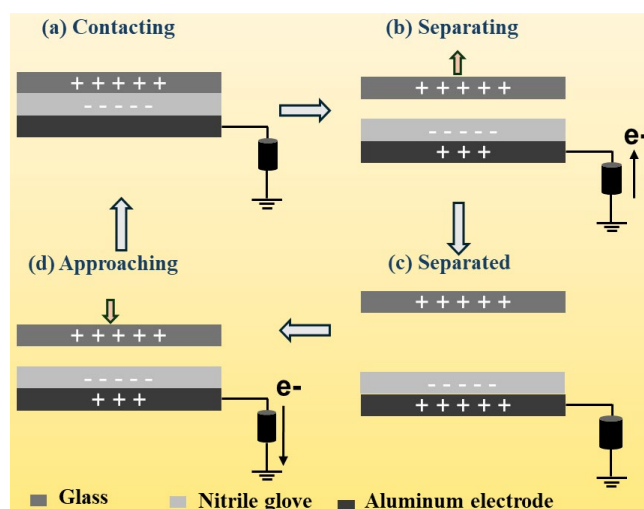 (a) Contacting
(b) Separating
+ + + + +
- - - - -
+ + + + +
- - - - -
+ + +
e-
(d) Approaching
(c) Separated
+ + + + +
- - - - -
+ + +
e-
+ + + + +
- - - - -
+ + + + +
Glass
Nitrile glove
Aluminum electrode